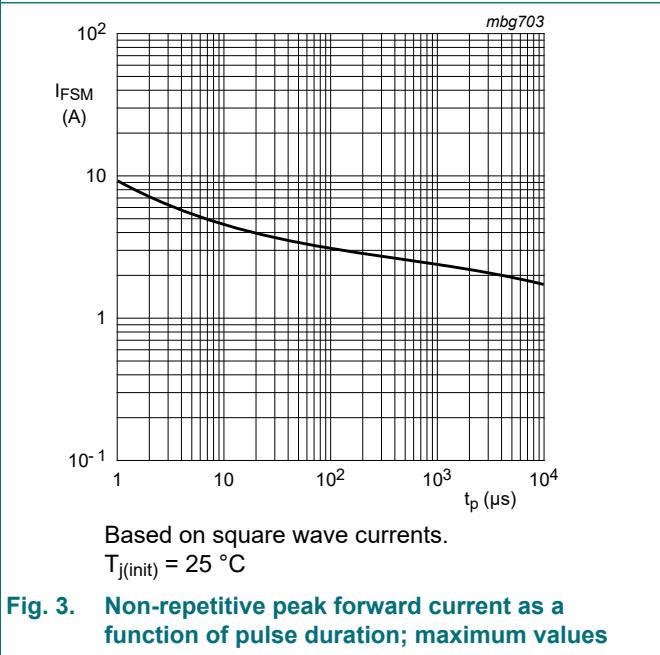 mbg703
10²
I_FSM
(A)
10
1
10⁻¹
1 10 10² 10³ 10⁴
t_p (μs)
Based on square wave currents.
T_j(init) = 25 °C
Fig. 3. Non-repetitive peak forward current as a
function of pulse duration; maximum values